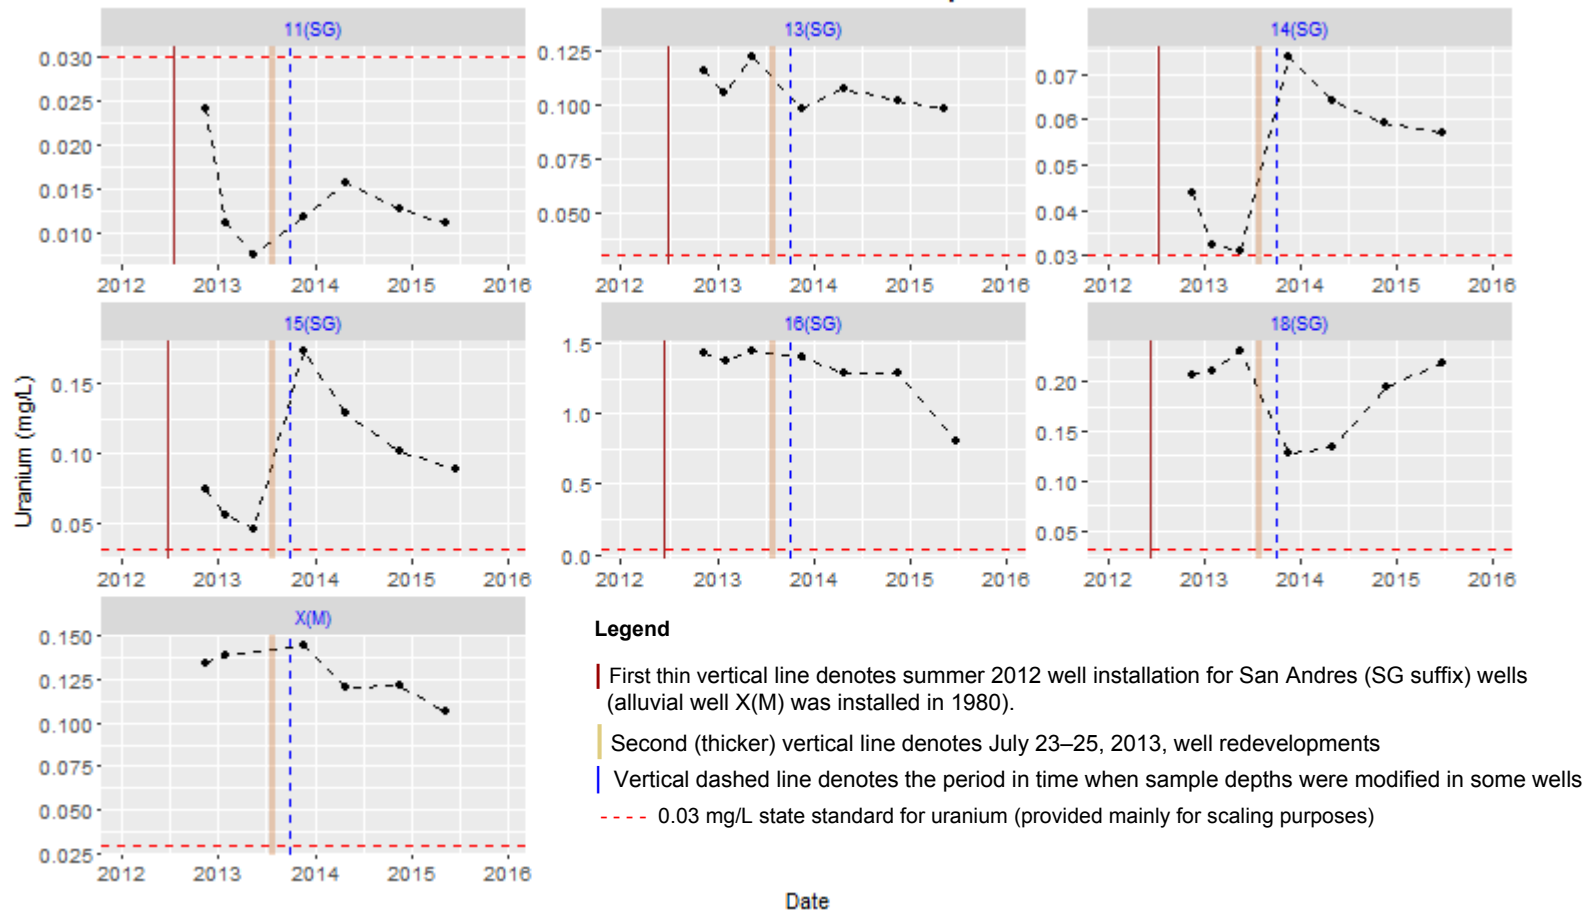 11(SG)
0.030
0.025
0.020
0.015
0.010
2012 2013 2014 2015 2016
13(SG)
0.125
0.100
0.075
0.050
2012 2013 2014 2015 2016
14(SG)
0.07
0.06
0.05
0.04
0.03
2012 2013 2014 2015 2016
15(SG)
0.15
0.10
0.05
2012 2013 2014 2015 2016
16(SG)
1.5
1.0
0.5
0.0
2012 2013 2014 2015 2016
18(SG)
0.20
0.15
0.10
0.05
2012 2013 2014 2015 2016
Uranium (mg/L)
X(M)
0.150
0.125
0.100
0.075
0.050
0.025
2012 2013 2014 2015 2016
Legend
First thin vertical line denotes summer 2012 well installation for San Andres (SG suffix) wells
(alluvial well X(M) was installed in 1980).
Second (thicker) vertical line denotes July 23–25, 2013, well redevelopments
Vertical dashed line denotes the period in time when sample depths were modified in some wells
0.03 mg/L state standard for uranium (provided mainly for scaling purposes)
Date